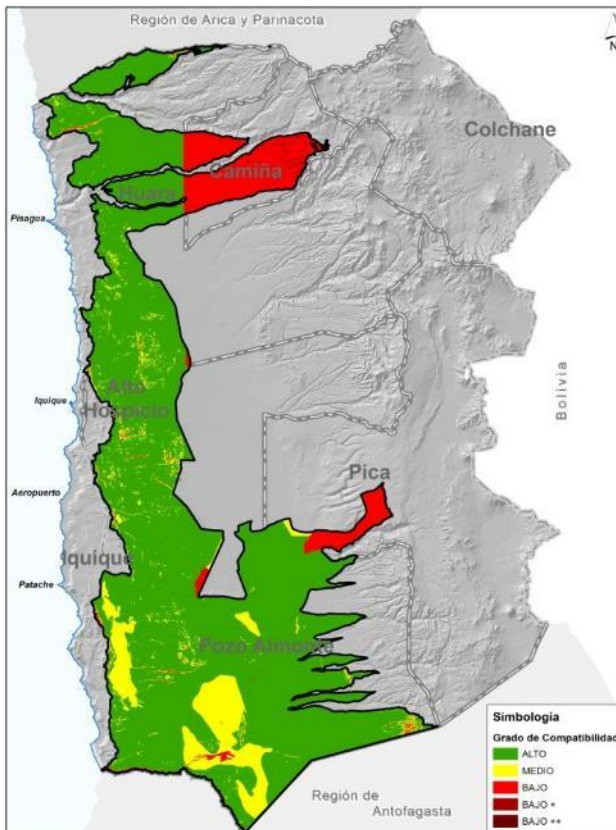 Región de Arica y Parinacota
N
Colchane
Camiña
Huara
Pisagua
Bolivia
Alto
Hospicio
Iquique
Pica
Aeropuerto
Iquique
Patache
Pozo Almonte
Simbología
Grado de Compatibilidad
ALTO
MEDIO
BAJO
BAJO +
BAJO ++
Región de
Antofagasta